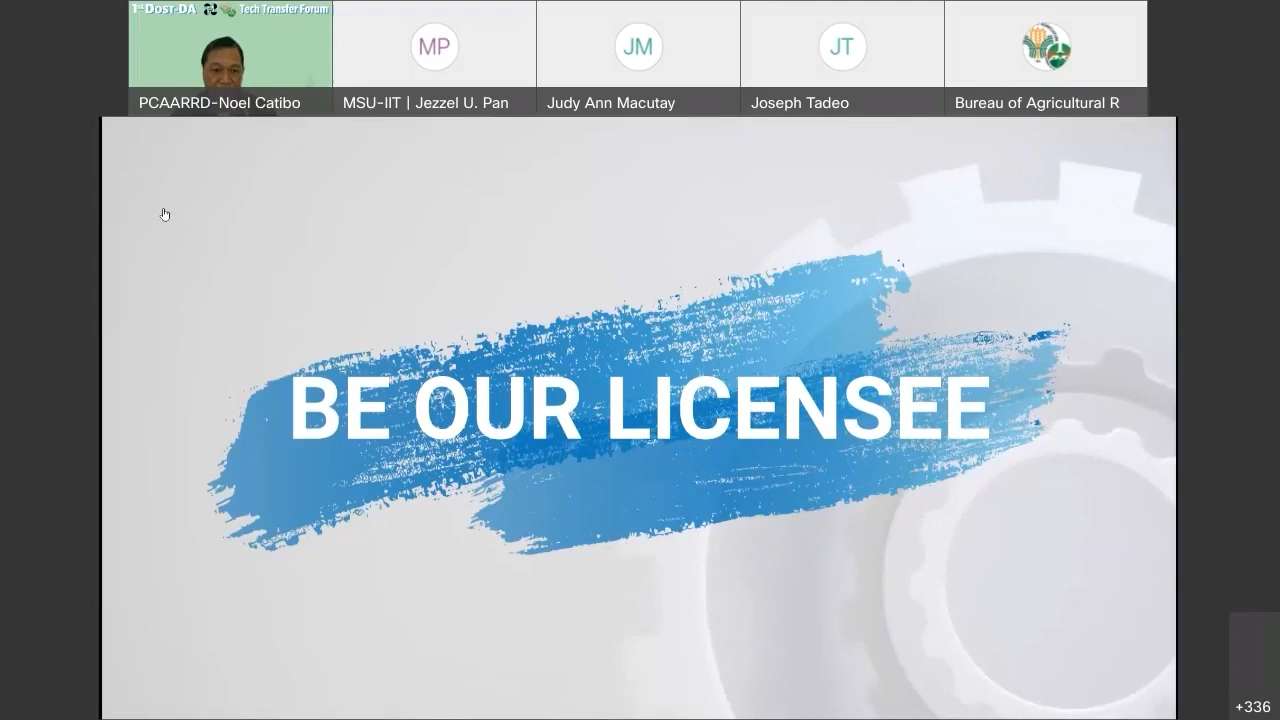 1st DOST-DA Tech Transfer Forum
PCAARRD-Noel Catibo
MP
MSU-IIT | Jezzel U. Pan
JM
Judy Ann Macutay
JT
Joseph Tadeo
Bureau of Agricultural R
BE OUR LICENSEE
+336